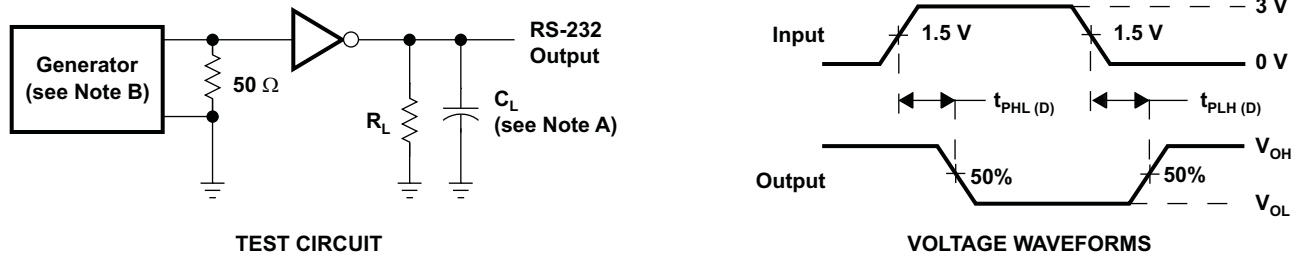 Generator
(see Note B)
50 Ω
RS-232
Output
R_L
C_L
(see Note A)
TEST CIRCUIT
Input
1.5 V
1.5 V
3 V
0 V
t_PHL (D)
t_PLH (D)
Output
50%
50%
V_OH
V_OL
VOLTAGE WAVEFORMS